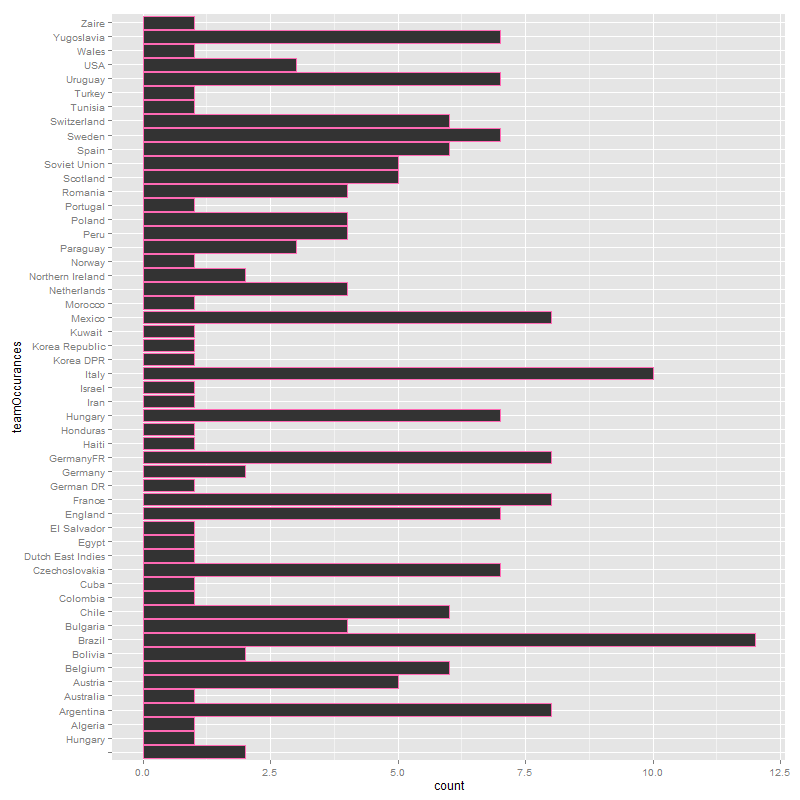 Zaire
Yugoslavia
Wales
USA
Uruguay
Turkey
Tunisia
Switzerland
Sweden
Spain
Soviet Union
Scotland
Romania
Portugal
Poland
Peru
Paraguay
Norway
Northern Ireland
Netherlands
Morocco
Mexico
Kuwait
Korea Republic
Korea DPR
Italy
Israel
Iran
Hungary
Honduras
Haiti
GermanyFR
Germany
German DR
France
England
El Salvador
Egypt
Dutch East Indies
Czechoslovakia
Cuba
Colombia
Chile
Bulgaria
Brazil
Bolivia
Belgium
Austria
Australia
Argentina
Algeria
Hungary
teamOccurances
0.0 2.5 5.0 7.5 10.0 12.5
count